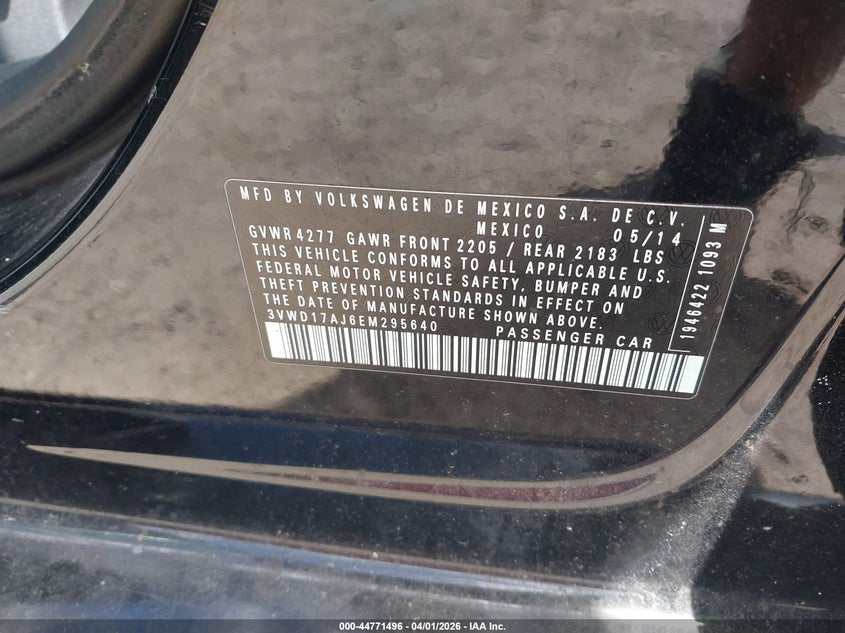 MFD BY VOLKSWAGEN DE MEXICO S.A. DE C.V.
MEXICO 05/14
GVWR 4277 GAWR FRONT 2205 / REAR 2183 LBS
THIS VEHICLE CONFORMS TO ALL APPLICABLE U.S.
FEDERAL MOTOR VEHICLE SAFETY, BUMPER AND
THEFT PREVENTION STANDARDS IN EFFECT ON
THE DATE OF MANUFACTURE SHOWN ABOVE.
3VWD17AJ6EM295640 PASSENGER CAR
1946422 1093 M
000-44771496 - 04/01/2026 - IAA Inc.